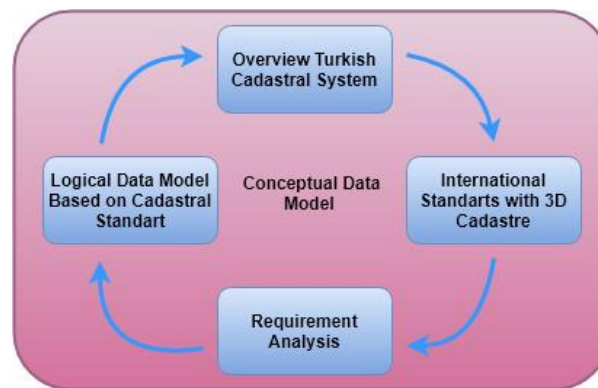 Overview Turkish
Cadastral System
Logical Data Model
Based on Cadastral
Standart
Conceptual Data
Model
International
Standarts with 3D
Cadastre
Requirement
Analysis